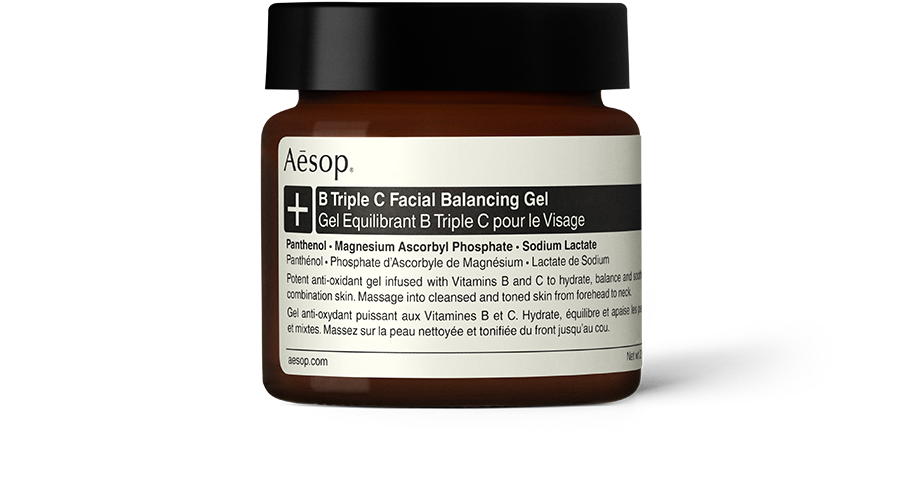 Aēsop®
B Triple C Facial Balancing Gel
Gel Equilibrant B Triple C pour le Visage
Panthenol • Magnesium Ascorbyl Phosphate • Sodium Lactate
Panthénol • Phosphate d'Ascorbyle de Magnésium • Lactate de Sodium
Potent anti-oxidant gel infused with Vitamins B and C to hydrate, balance and
combination skin. Massage into cleansed and toned skin from forehead to neck.
Gel anti-oxydant puissant aux Vitamines B et C. Hydrate, équilibre et apaise les
et mixtes. Massez sur la peau nettoyée et tonifiée du front jusqu'au cou.
aesop.com
Net